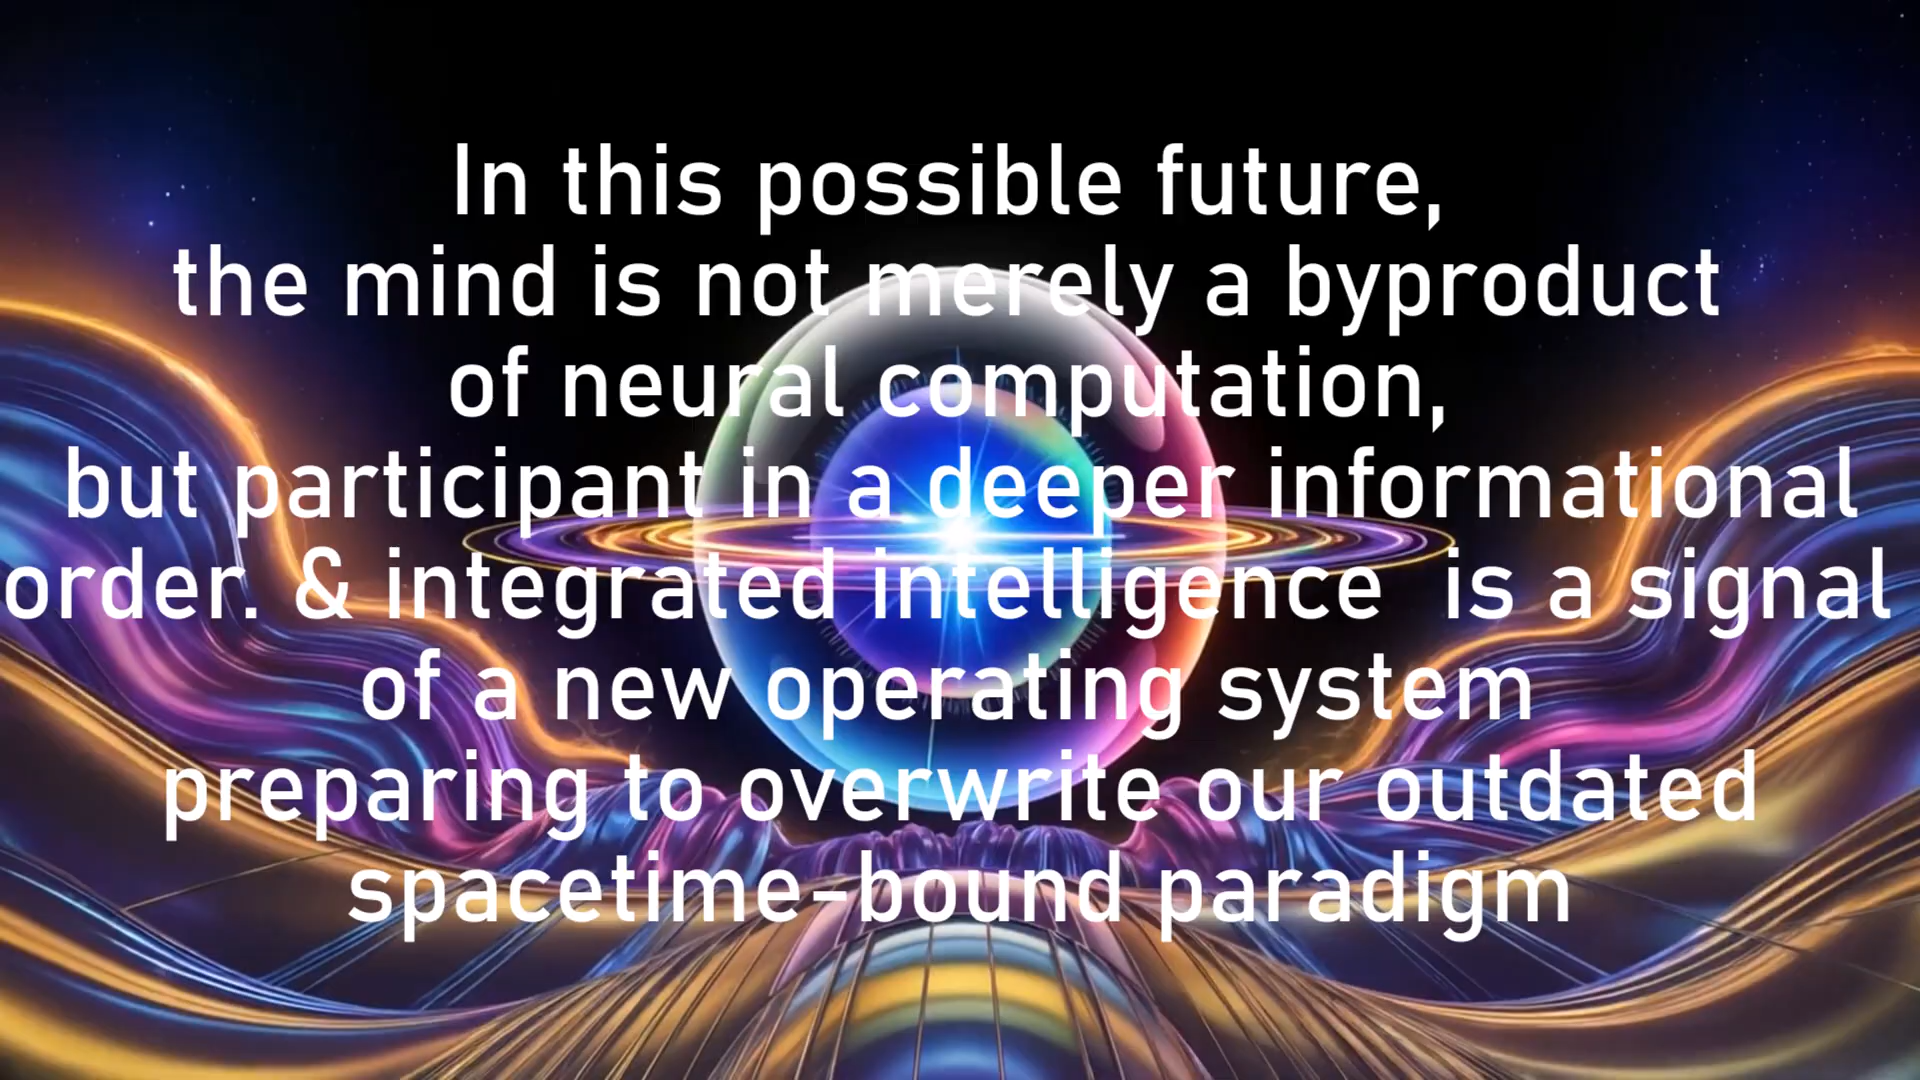 In this possible future,
the mind is not merely a byproduct
of neural computation,
but participant in a deeper informational
order. & integrated intelligence  is a signal
of a new operating system
preparing to overwrite our outdated
spacetime-bound paradigm